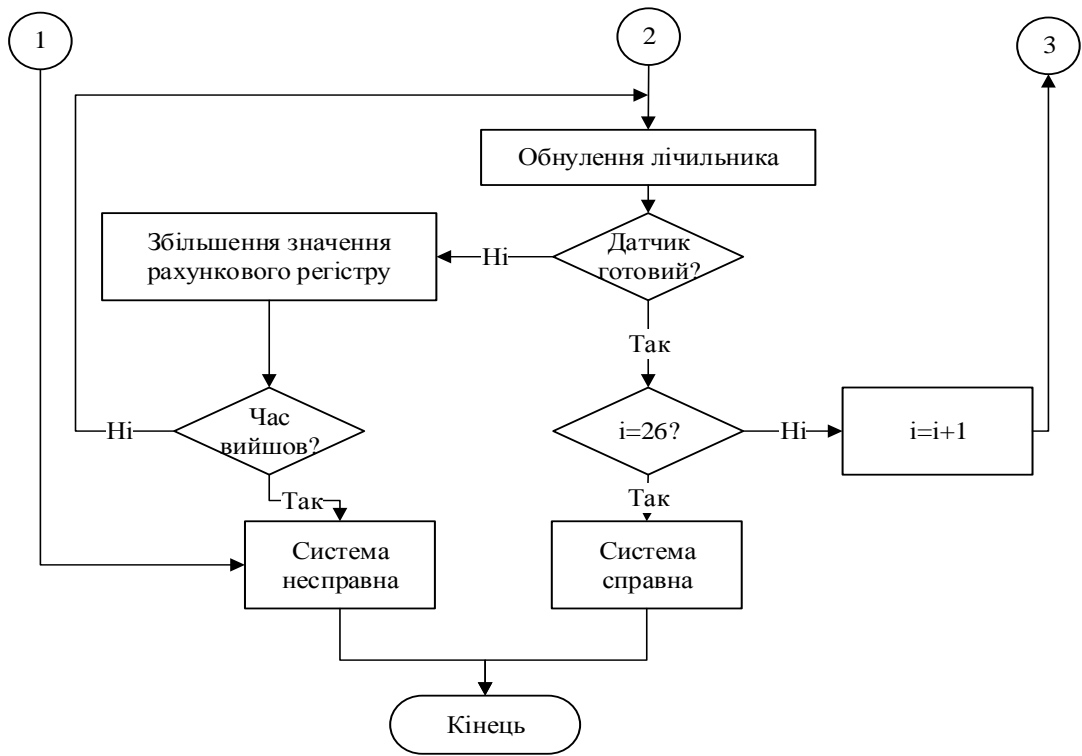 1
2
3
Обнулення лічильника
Збільшення значення
рахункового регістру
Ні
Датчик
готовий?
Так
Ні
Час
вийшов?
і=26?
Ні
і=і+1
Так
Так
Система
несправна
Система
справна
Кінець